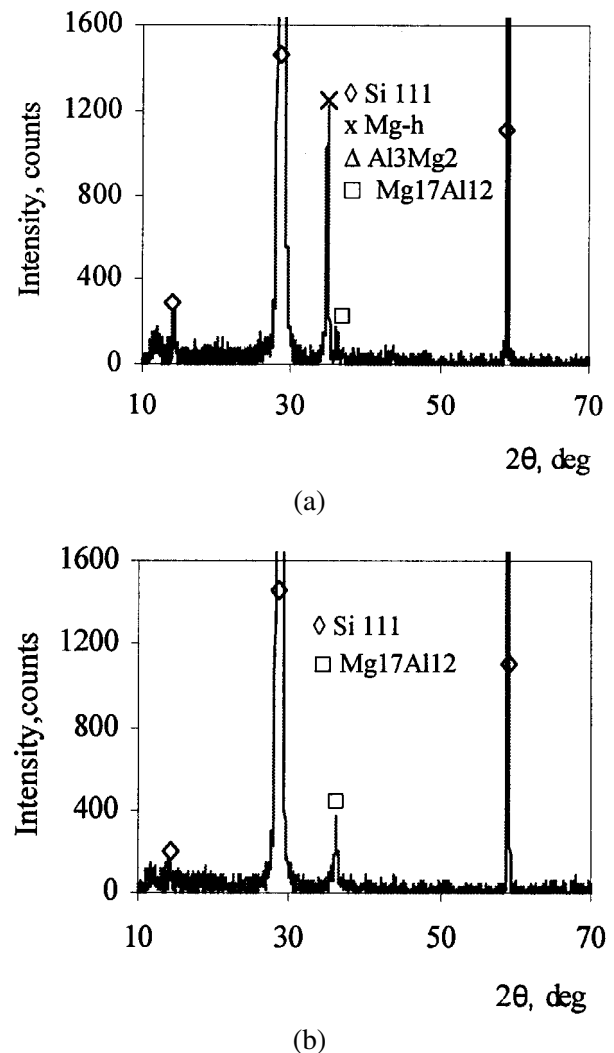 1600
1200
800
400
0
Intensity, counts
◊ Si 111
x Mg-h
Δ Al3Mg2
□ Mg17Al12
10 30 50 70
2θ, deg
(a)
1600
1200
800
400
0
Intensity,counts
◊ Si 111
□ Mg17Al12
10 30 50 70
2θ, deg
(b)